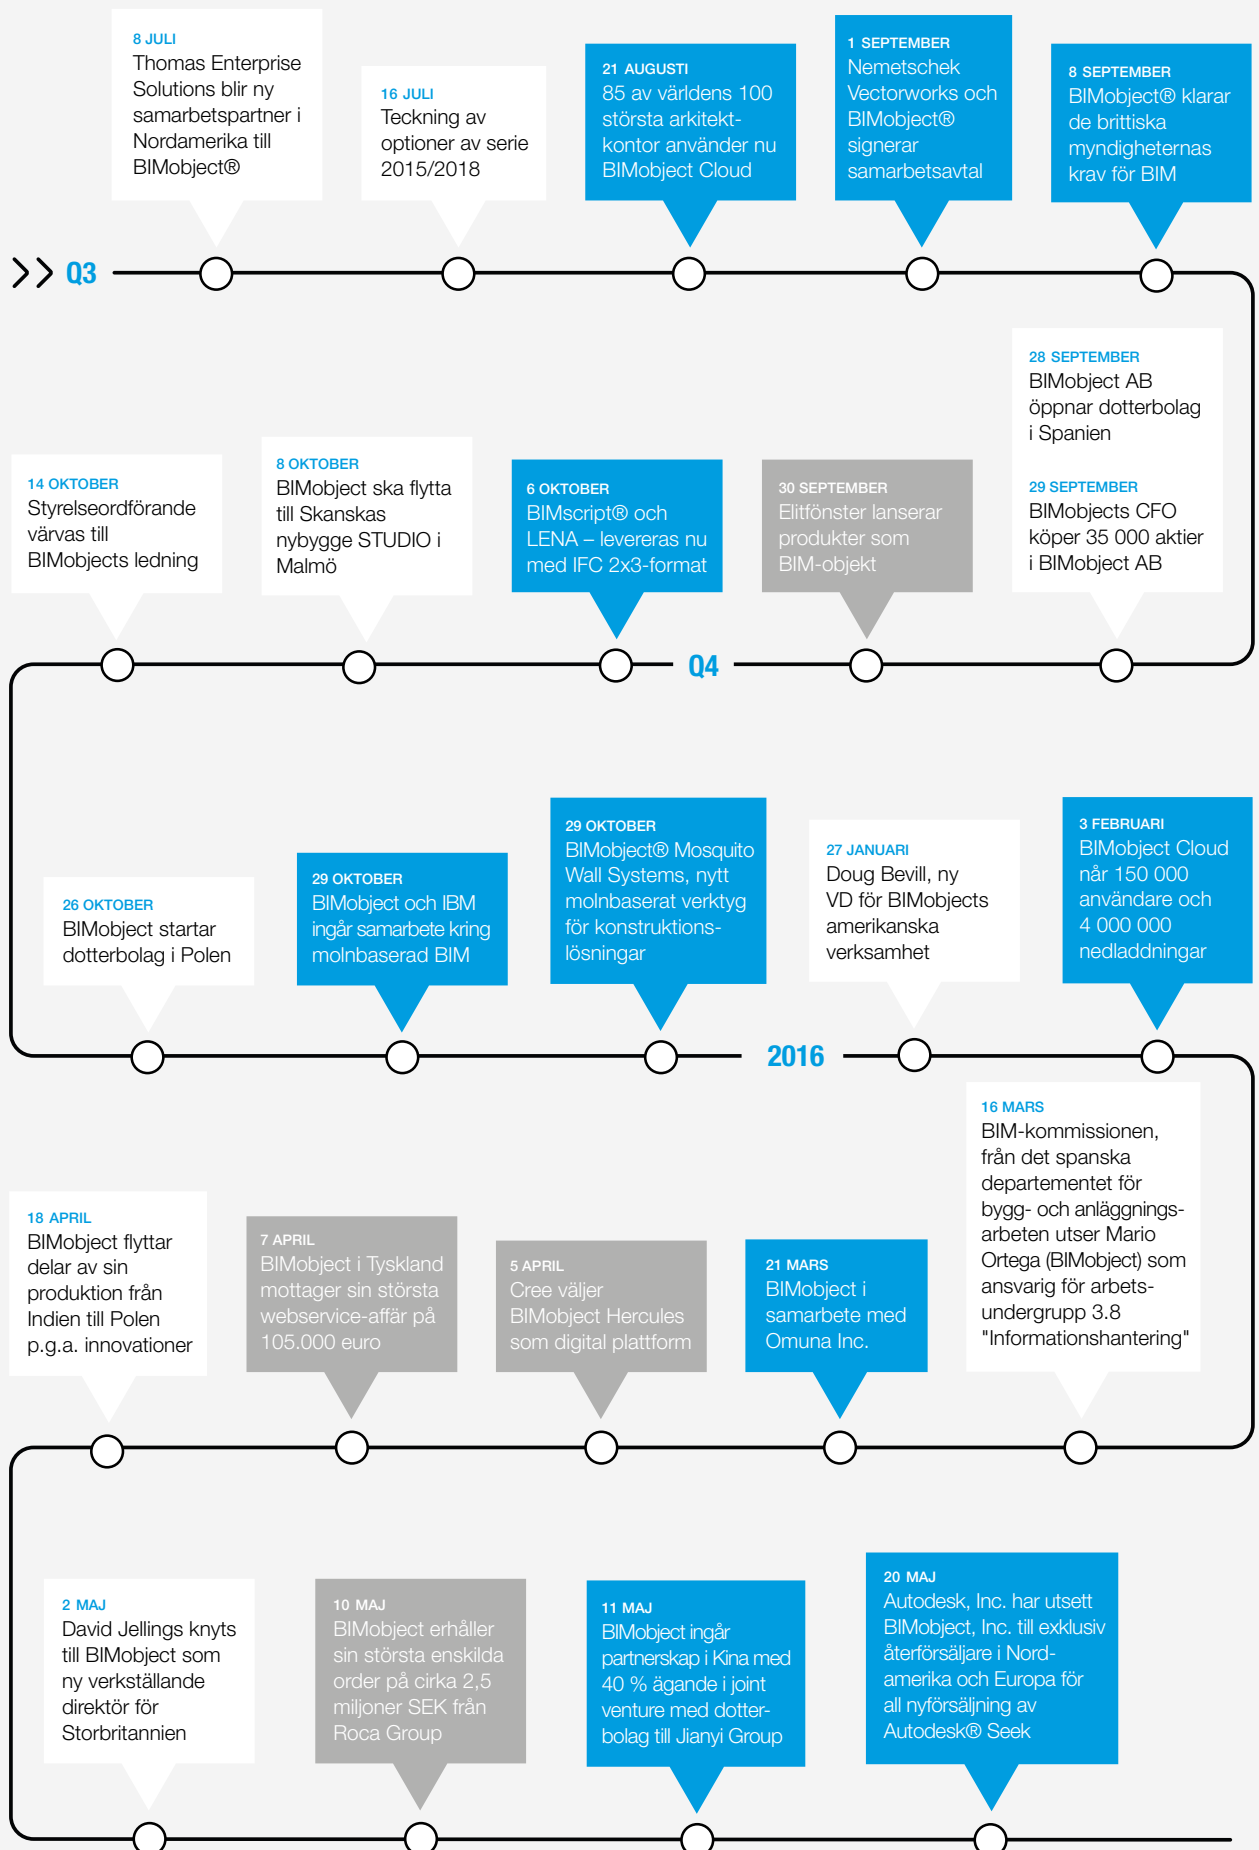 8 JULI
Thomas Enterprise
Solutions blir ny
samarbetspartner i
Nordamerika till
BIMobject®
16 JULI
Teckning av
optioner av serie
2015/2018
21 AUGUSTI
85 av världens 100
största arkitekt-
kontor använder nu
BIMobject Cloud
1 SEPTEMBER
Nemetschek
Vectorworks och
BIMobject®
signerar
samarbetsavtal
8 SEPTEMBER
BIMobject® klarar
de brittiska
myndigheternas
krav för BIM
Q3
28 SEPTEMBER
BIMobject AB
öppnar dotterbolag
i Spanien
29 SEPTEMBER
BIMobjects CFO
köper 35 000 aktier
i BIMobject AB
30 SEPTEMBER
Elitfönster lanserar
produkter som
BIM-objekt
Q4
6 OKTOBER
BIMscript® och
LENA – levereras nu
med IFC 2x3-format
8 OKTOBER
BIMobject ska flytta
till Skanskas
nybygge STUDIO i
Malmö
14 OKTOBER
Styrelseordförande
värvas till
BIMobjects ledning
26 OKTOBER
BIMobject startar
dotterbolag i Polen
29 OKTOBER
BIMobject och IBM
ingår samarbete kring
molnbaserad BIM
29 OKTOBER
BIMobject® Mosquito
Wall Systems, nytt
molnbaserat verktyg
för konstruktions-
lösningar
2016
27 JANUARI
Doug Bevill, ny
VD för BIMobjects
amerikanska
verksamhet
3 FEBRUARI
BIMobject Cloud
når 150 000
användare och
4 000 000
nedladdningar
16 MARS
BIM-kommissionen,
från det spanska
departementet för
bygg- och anläggnings-
arbeten utser Mario
Ortega (BIMobject) som
ansvarig för arbets-
undergrupp 3.8
"Informationshantering"
21 MARS
BIMobject i
samarbete med
Omuna Inc.
5 APRIL
Cree väljer
BIMobject Hercules
som digital plattform
7 APRIL
BIMobject i Tyskland
mottager sin största
webservice-affär på
105.000 euro
18 APRIL
BIMobject flyttar
delar av sin
produktion från
Indien till Polen
p.g.a. innovationer
2 MAJ
David Jellings knyts
till BIMobject som
ny verkställande
direktör för
Storbritannien
10 MAJ
BIMobject erhåller
sin största enskilda
order på cirka 2,5
miljoner SEK från
Roca Group
11 MAJ
BIMobject ingår
partnerskap i Kina med
40 % ägande i joint
venture med dotter-
bolag till Jianyi Group
20 MAJ
Autodesk, Inc. har utsett
BIMobject, Inc. till exklusiv
återförsäljare i Nord-
amerika och Europa för
all nyförsäljning av
Autodesk® Seek